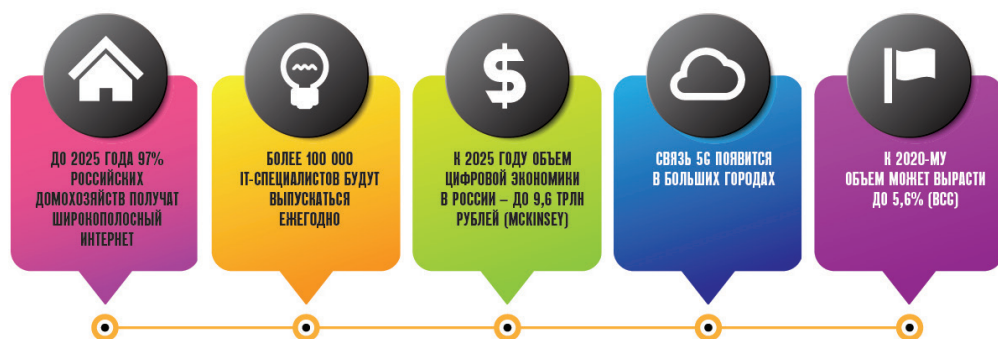 ДО 2025 ГОДА 97%
РОССИЙСКИХ
ДОМОХОЗЯЙСТВ ПОЛУЧАТ
ШИРОКОПОЛОСНЫЙ
ИНТЕРНЕТ
БОЛЕЕ 100 000
IT-СПЕЦИАЛИСТОВ БУДУТ
ВЫПУСКАТЬСЯ
ЕЖЕГОДНО
$
К 2025 ГОДУ ОБЪЕМ
ЦИФРОВОЙ ЭКОНОМИКИ
В РОССИИ – ДО 9,6 ТРЛН
РУБЛЕЙ (MCKINSEY)
СВЯЗЬ 5G ПОЯВИТСЯ
В БОЛЬШИХ ГОРОДАХ
К 2020-МУ
ОБЪЕМ МОЖЕТ ВЫРАСТИ
ДО 5,6% (BCG)